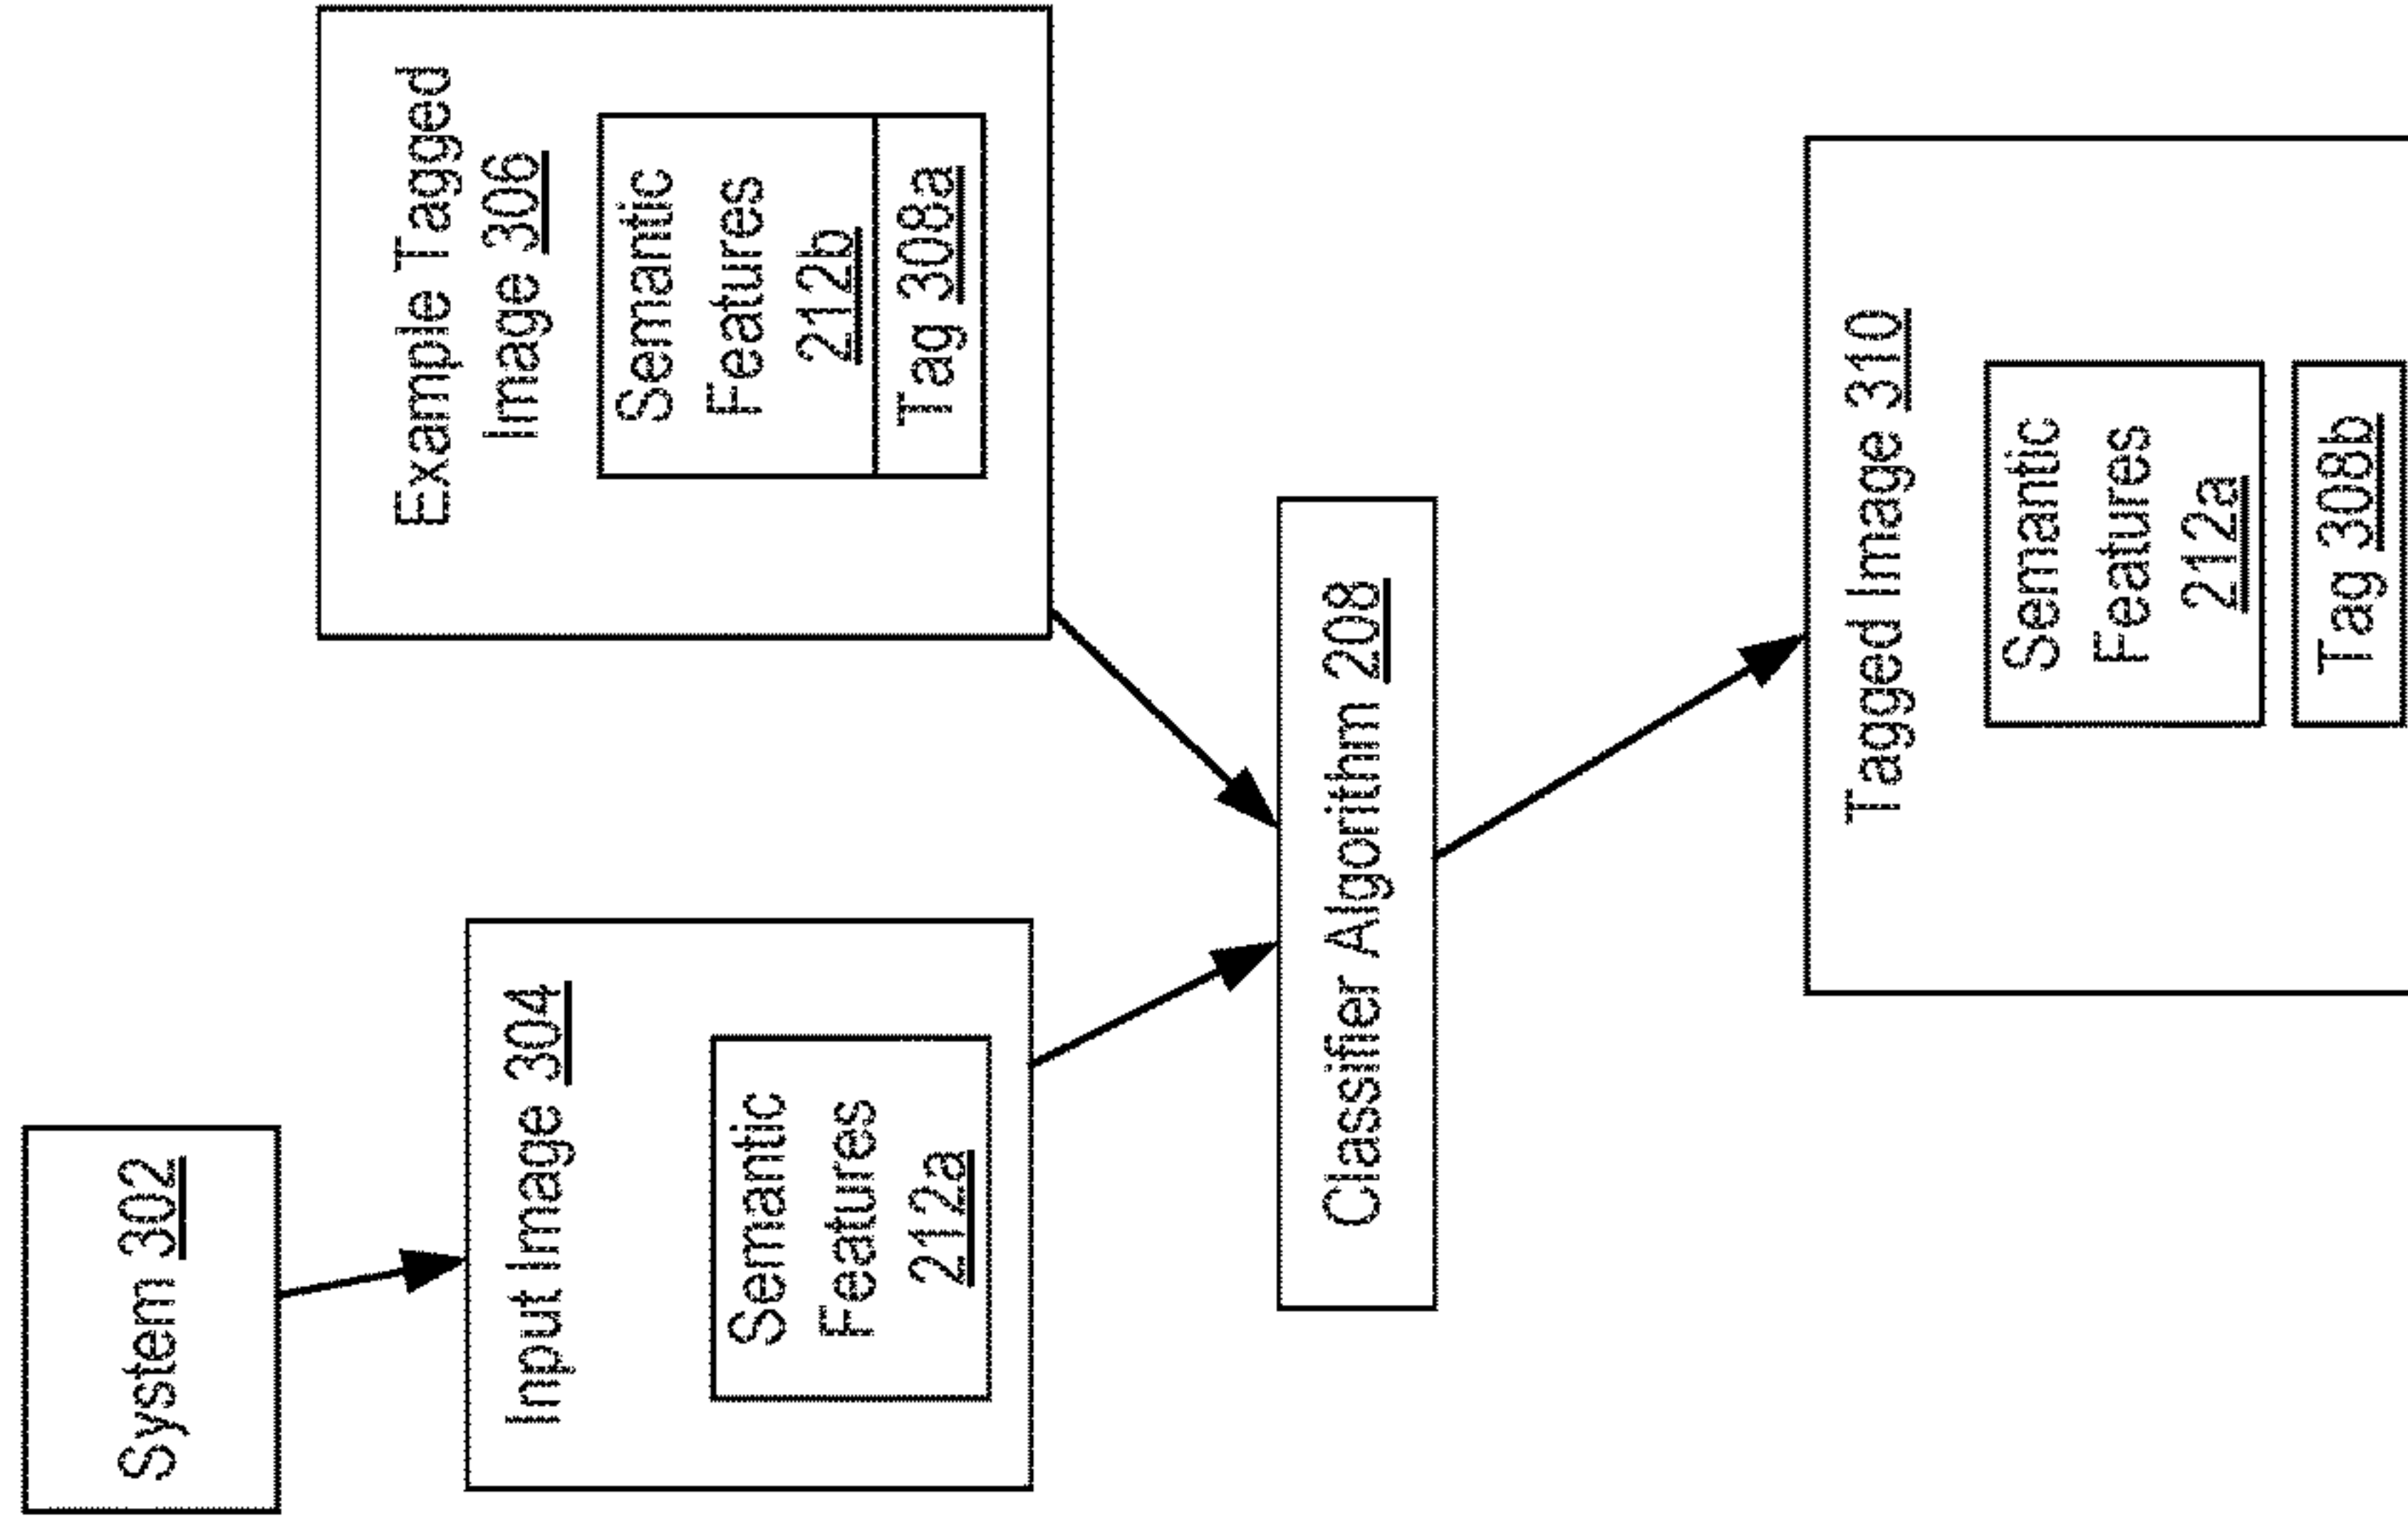 System 302
Input Image 304
Semantic
Features
212a
Example Tagged
Image 306
Semantic
Features
212b
Tag 308a
Classifier Algorithm 208
Tagged Image 310
Semantic
Features
212a
Tag 308b